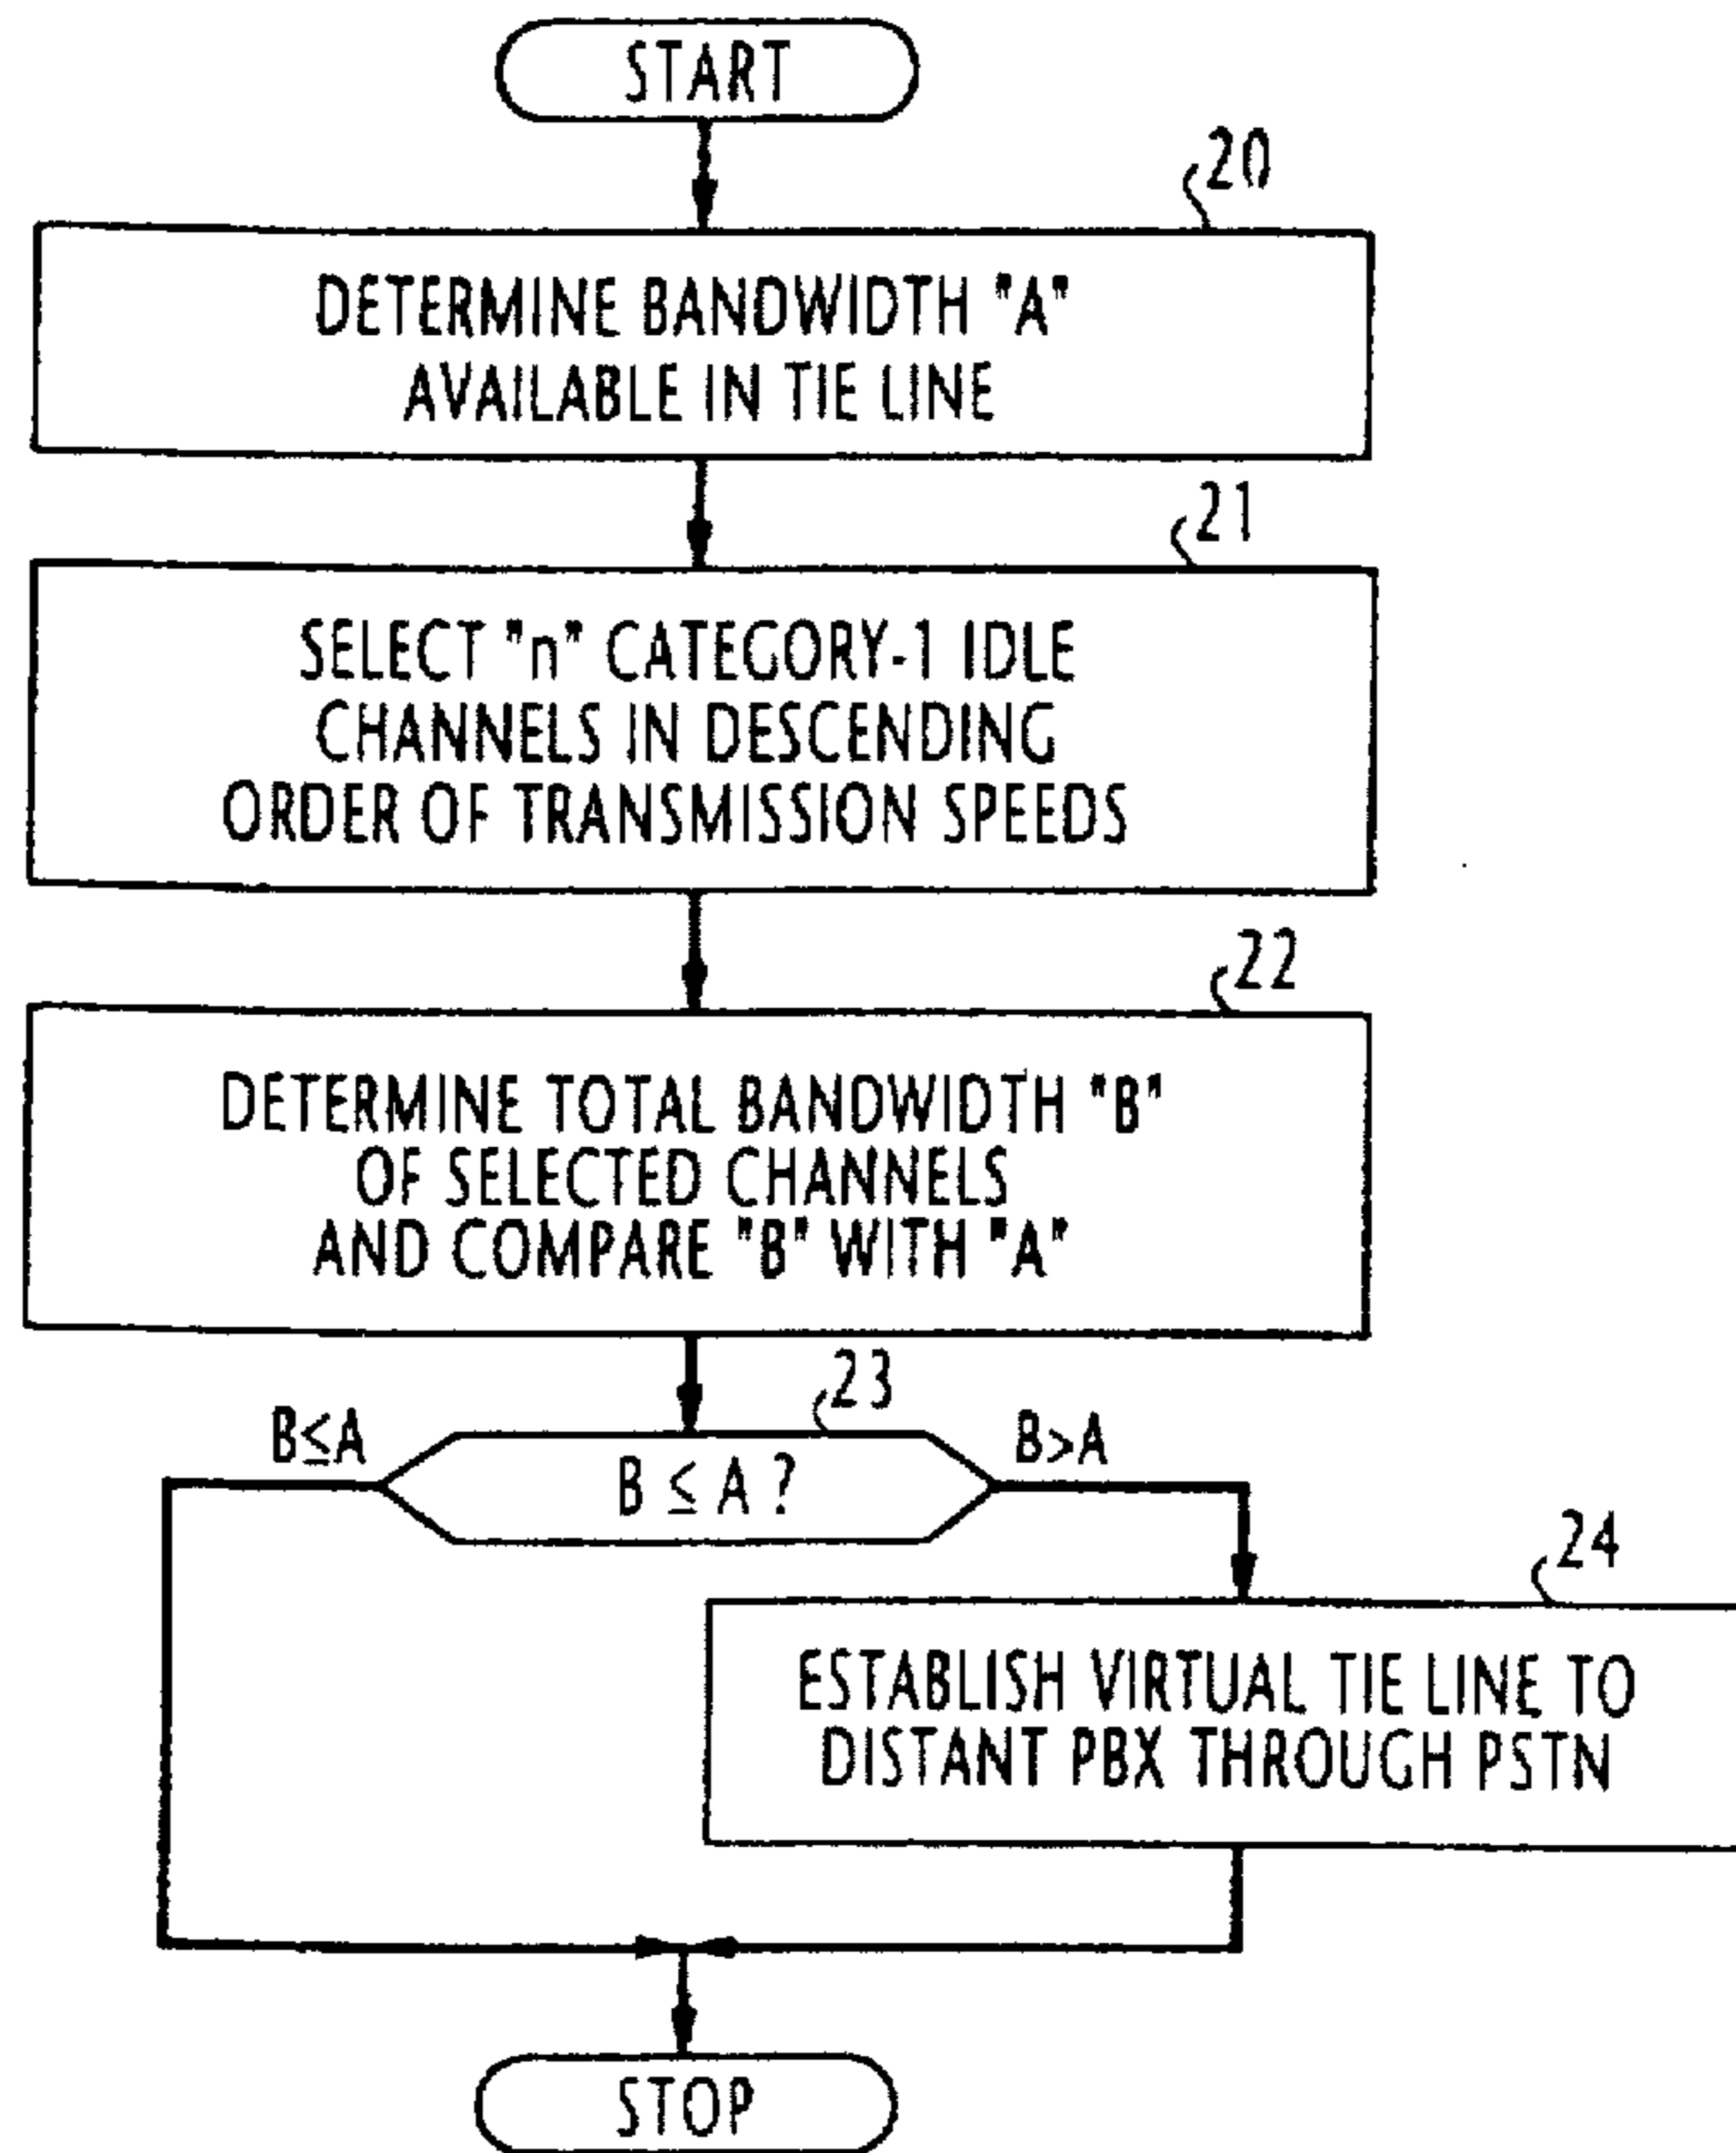 START
20
DETERMINE BANDWIDTH "A"
AVAILABLE IN TIE LINE
21
SELECT "n" CATEGORY-1 IDLE
CHANNELS IN DESCENDING
ORDER OF TRANSMISSION SPEEDS
22
DETERMINE TOTAL BANDWIDTH "B"
OF SELECTED CHANNELS
AND COMPARE "B" WITH "A"
23
B≤A
B ≤ A ?
B>A
24
ESTABLISH VIRTUAL TIE LINE TO
DISTANT PBX THROUGH PSTN
STOP